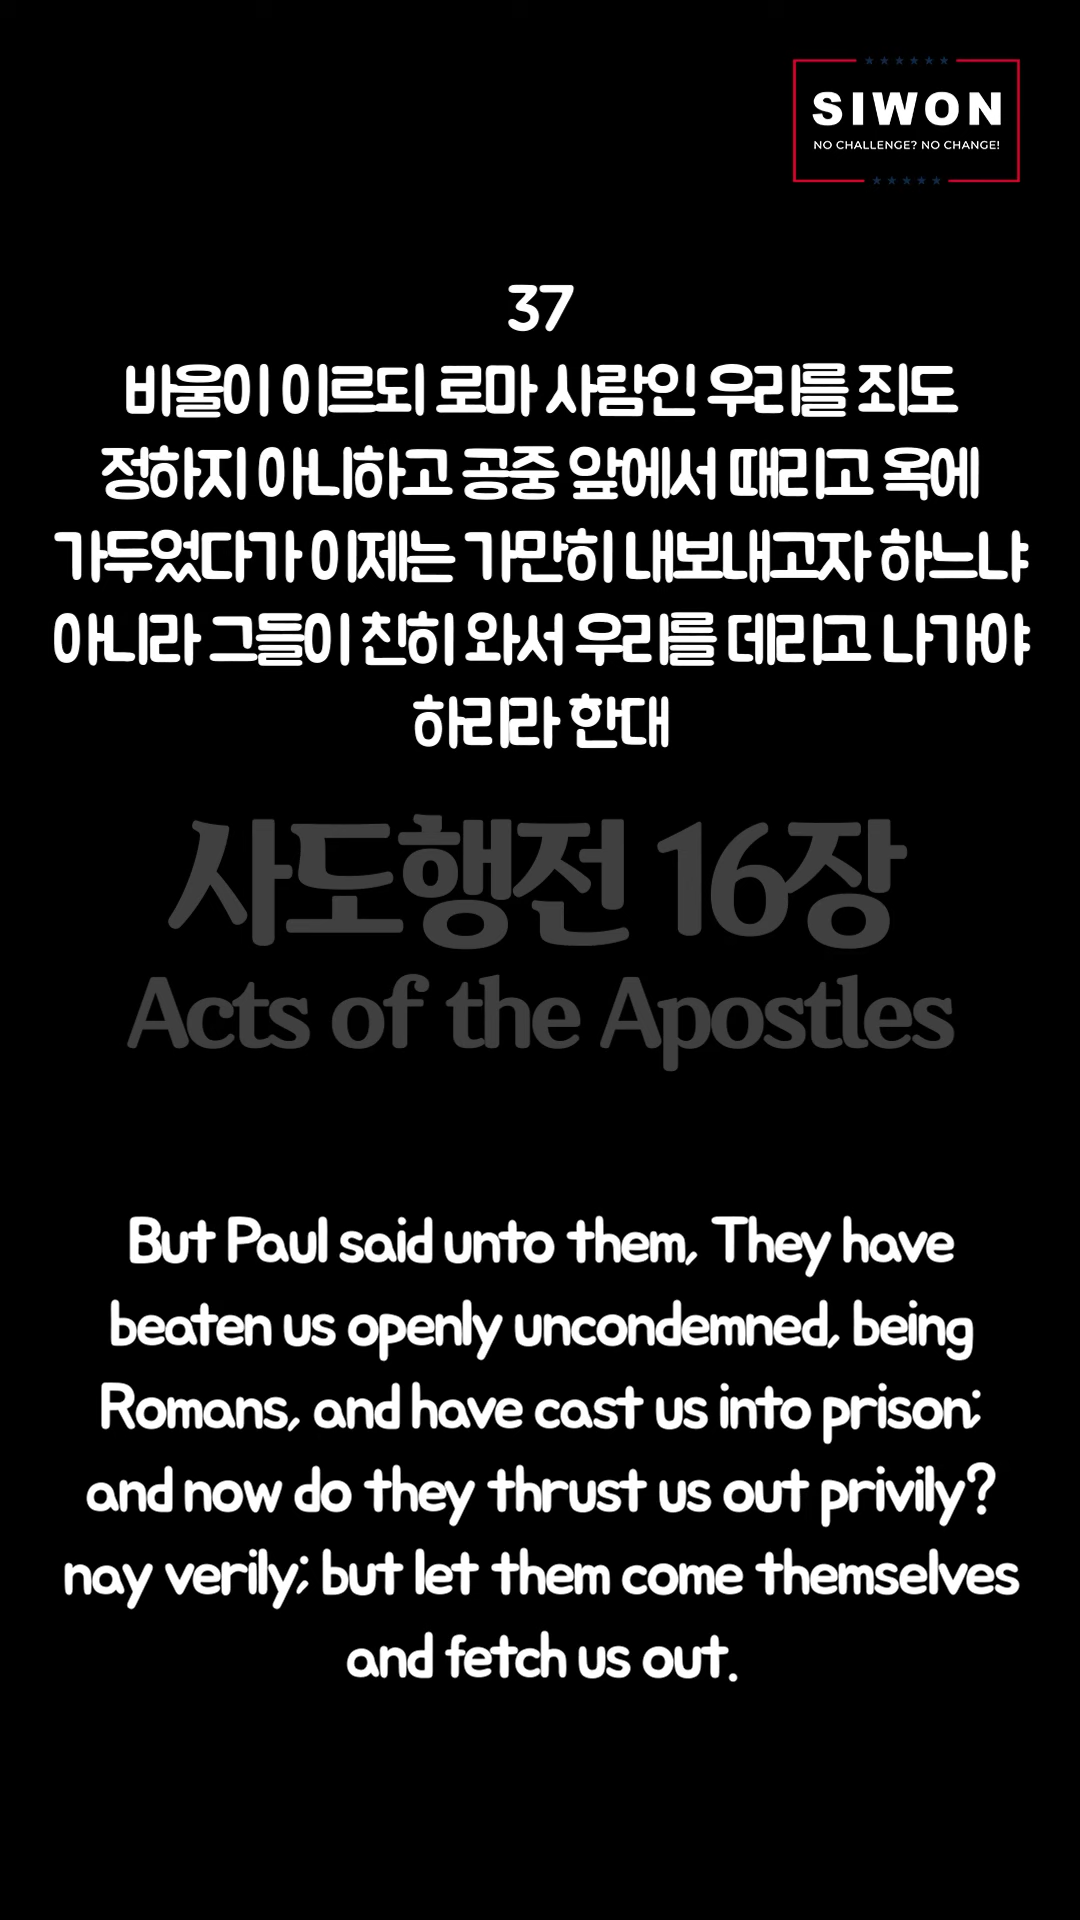 SIWON
NO CHALLENGE? NO CHANGE!
37
바울이 이르되 로마 사람인 우리를 죄도
정하지 아니하고 공중 앞에서 때리고 옥에
가두었다가 이제는 가만히 내보내고자 하느냐
아니라 그들이 친히 와서 우리를 데리고 나가야
하리라 한대
사도행전 16장
Acts of the Apostles
But Paul said unto them, They have
beaten us openly uncondemned, being
Romans, and have cast us into prison;
and now do they thrust us out privily?
nay verily; but let them come themselves
and fetch us out.